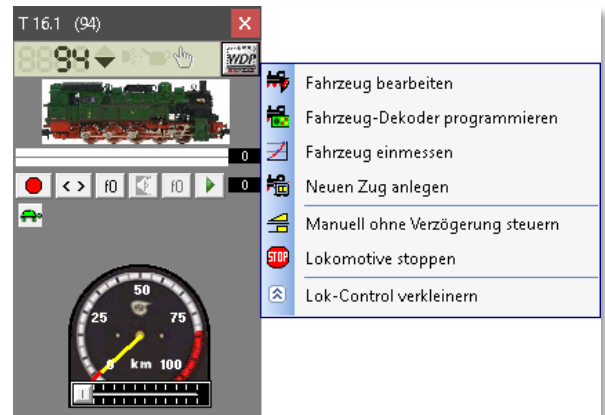 T 16.1 (94)
94
WDP
Fahrzeug bearbeiten
Fahrzeug-Dekoder programmieren
Fahrzeug einmessen
Neuen Zug anlegen
Manuell ohne Verzögerung steuern
STOP Lokomotive stoppen
Lok-Control verkleinern
0
< > f0 f0 0
50
25 75
0 km 100